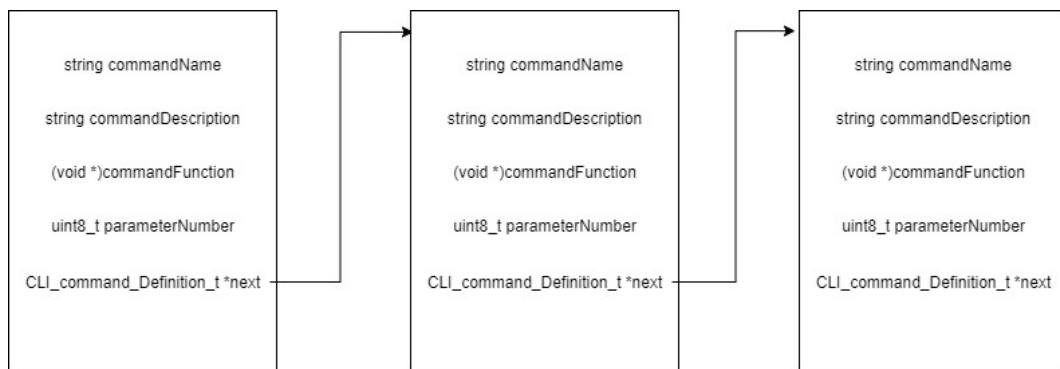 string commandName
string commandDescription
(void *)commandFunction
uint8_t parameterNumber
CLI_command_Definition_t *next
string commandName
string commandDescription
(void *)commandFunction
uint8_t parameterNumber
CLI_command_Definition_t *next
string commandName
string commandDescription
(void *)commandFunction
uint8_t parameterNumber
CLI_command_Definition_t *next